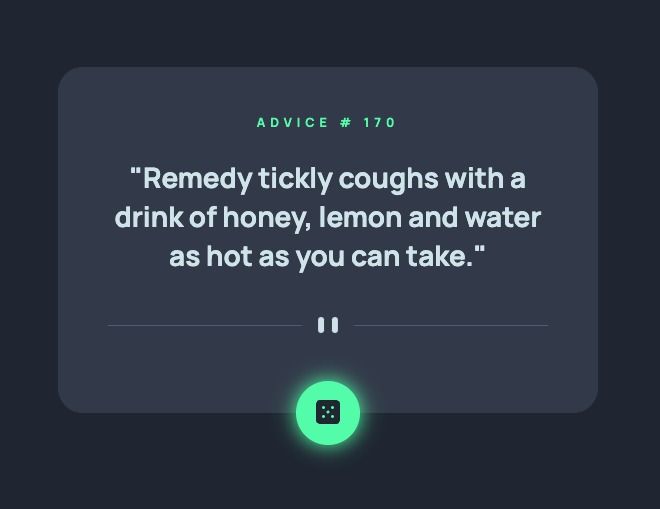 ADVICE # 170
"Remedy tickly coughs with a
drink of honey, lemon and water
as hot as you can take."